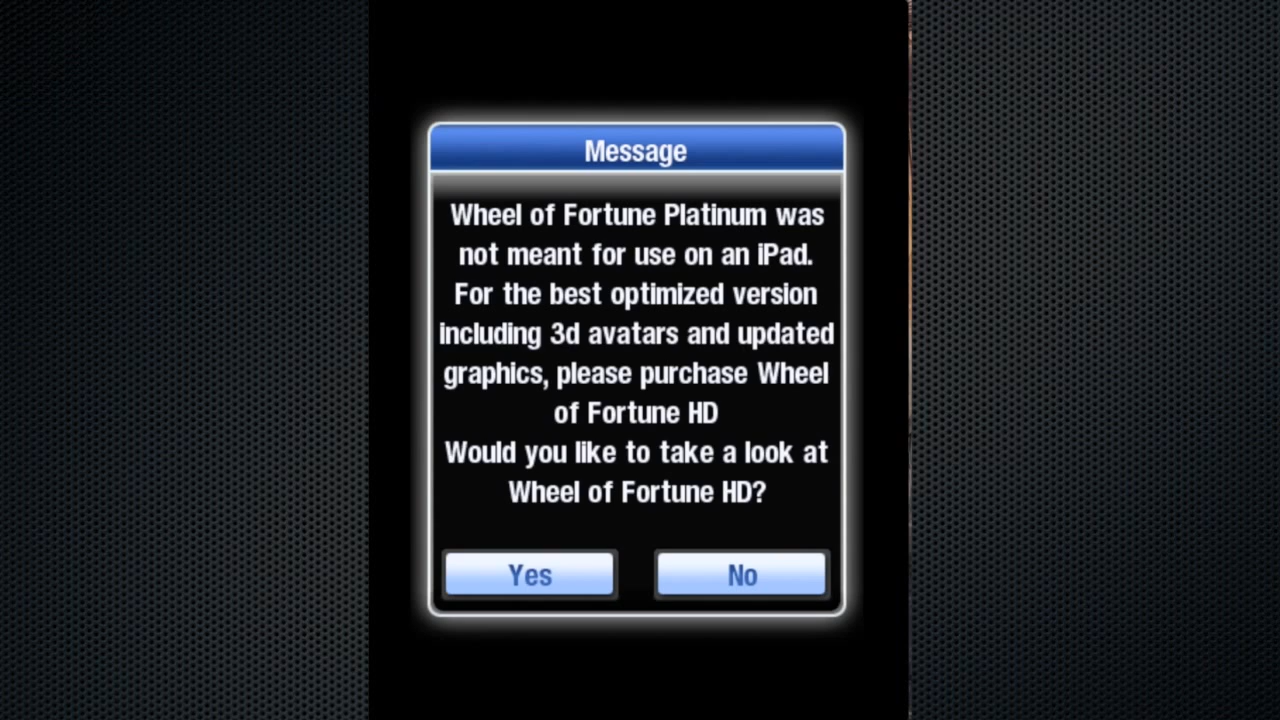 Message
Wheel of Fortune Platinum was
not meant for use on an iPad.
For the best optimized version
including 3d avatars and updated
graphics, please purchase Wheel
of Fortune HD
Would you like to take a look at
Wheel of Fortune HD?
Yes
No